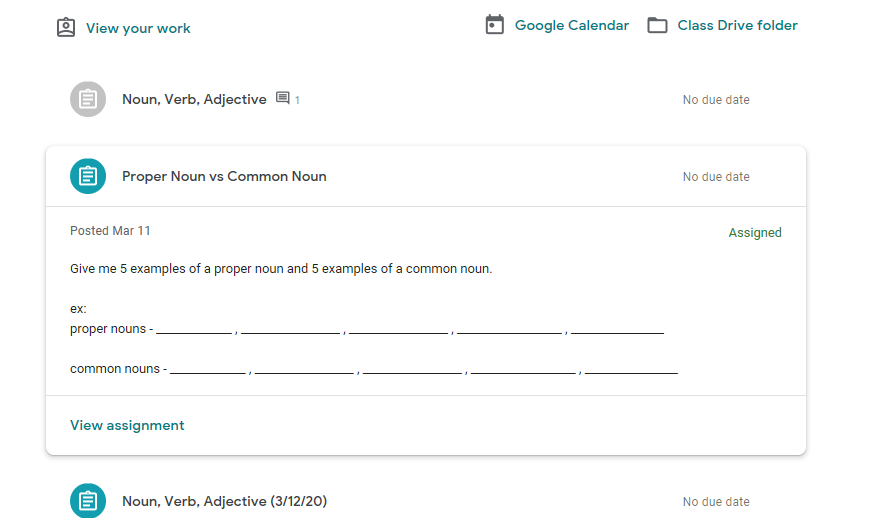 View your work
Google Calendar
Class Drive folder
Noun, Verb, Adjective 1
No due date
Proper Noun vs Common Noun
No due date
Posted Mar 11
Assigned
Give me 5 examples of a proper noun and 5 examples of a common noun.
ex:
proper nouns - ___________, ______________, ______________, _______________, _____________
common nouns - ___________, ______________, ______________, _______________, _____________
View assignment
Noun, Verb, Adjective (3/12/20)
No due date